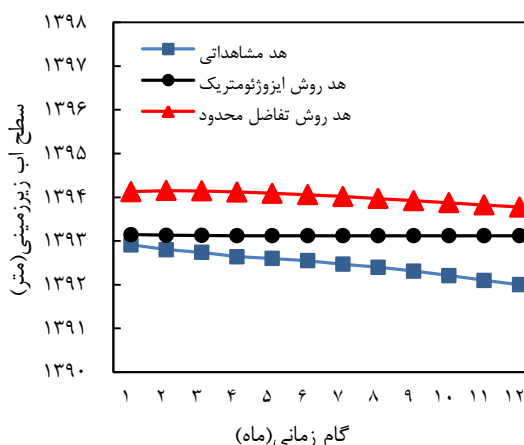 ۱۳۹۸
۱۳۹۷
۱۳۹۶
۱۳۹۵
۱۳۹۴
۱۳۹۳
۱۳۹۲
۱۳۹۱
۱۳۹۰
سطح اب زیرزمینی(متر)
هد مشاهداتی
هد روش ایزوژئومتریک
هد روش تفاضل محدود
۱ ۲ ۳ ۴ ۵ ۶ ۷ ۸ ۹ ۱۰ ۱۱ ۱۲
گام زمانی(ماه)